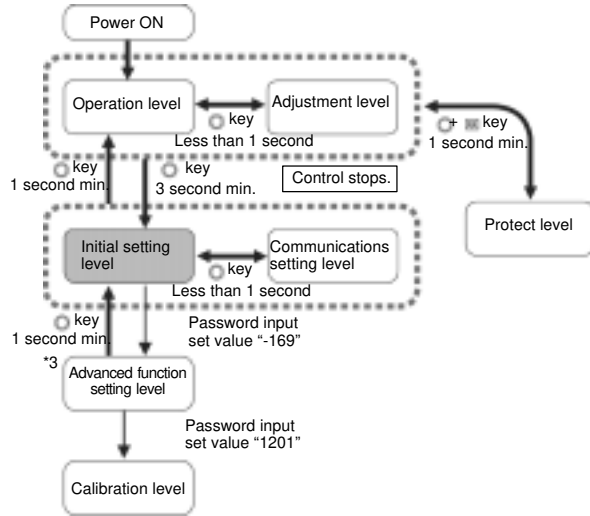 Power ON
Operation level
Adjustment level
key
Less than 1 second
+ key
1 second min.
key
1 second min.
key
3 second min.
Control stops.
Protect level
Initial setting
level
Communications
setting level
key
Less than 1 second
key
1 second min.
Password input
set value “-169”
*3
Advanced function
setting level
Password input
set value “1201”
Calibration level